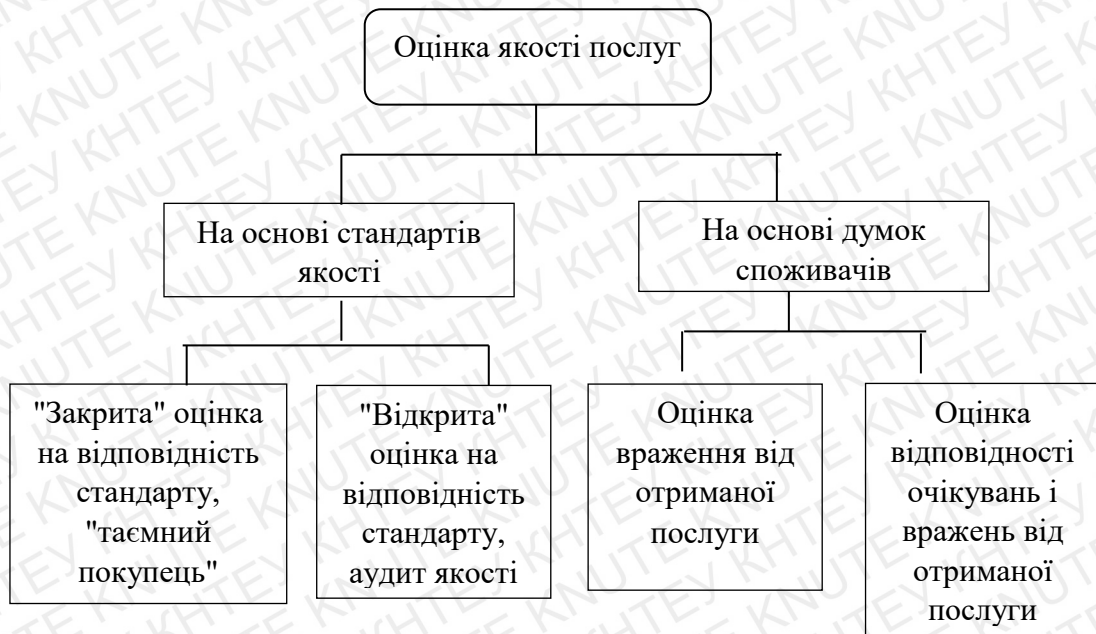 Оцінка якості послуг
На основі стандартів
якості
На основі думок
споживачів
"Закрита" оцінка
на відповідність
стандарту,
"таємний
покупець"
"Відкрита"
оцінка на
відповідність
стандарту,
аудит якості
Оцінка
враження від
отриманої
послуги
Оцінка
відповідності
очікувань і
вражень від
отриманої
послуги